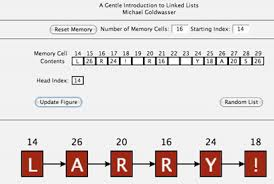 A Gentle Introduction to Linked Lists
Michael Goldwasser
Reset Memory Number of Memory Cells: 16 Starting Index: 14
Memory Cell 14 15 16 17 18 19 20 21 22 23 24 25 26 27 28 29
Contents L 26 R 24 ! R 16 Y 18 A 20 S
Head Index: 14
Update Figure Random List
14 26 20 16 24 18
L A R R Y !